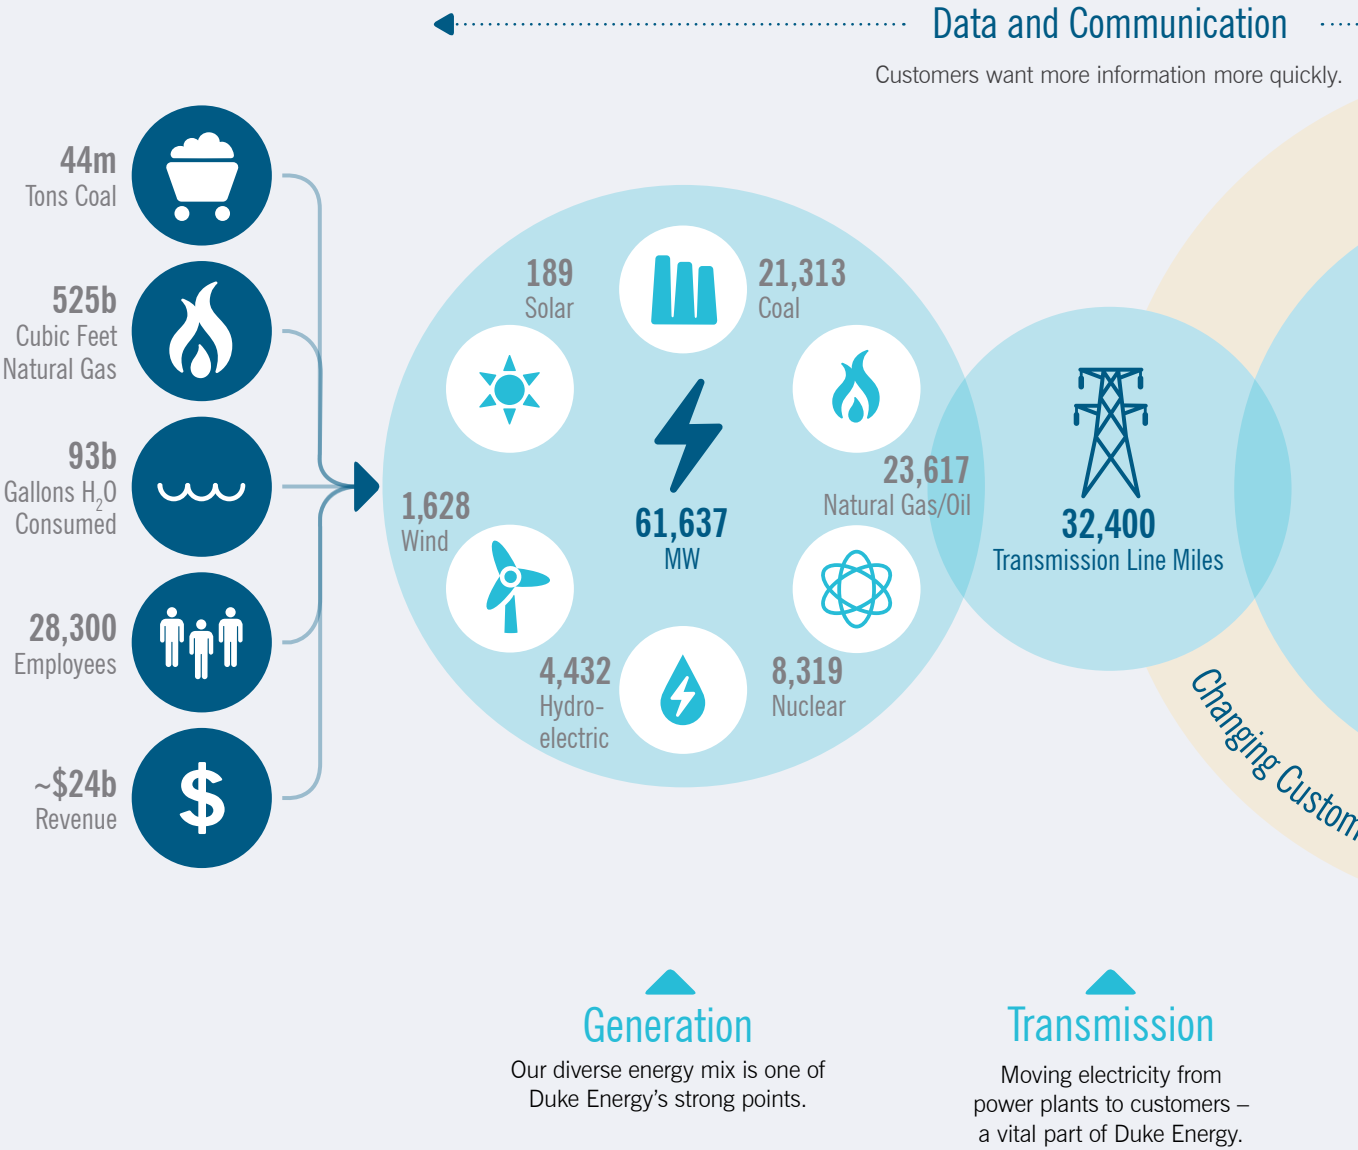 Data and Communication
Customers want more information more quickly.
44m
Tons Coal
525b
Cubic Feet
Natural Gas
93b
Gallons H₂O
Consumed
28,300
Employees
~$24b
Revenue
189
Solar
21,313
Coal
23,617
Natural Gas/Oil
1,628
Wind
61,637
MW
4,432
Hydro-
electric
8,319
Nuclear
32,400
Transmission Line Miles
Changing Custom
Generation
Our diverse energy mix is one of
Duke Energy’s strong points.
Transmission
Moving electricity from
power plants to customers –
a vital part of Duke Energy.